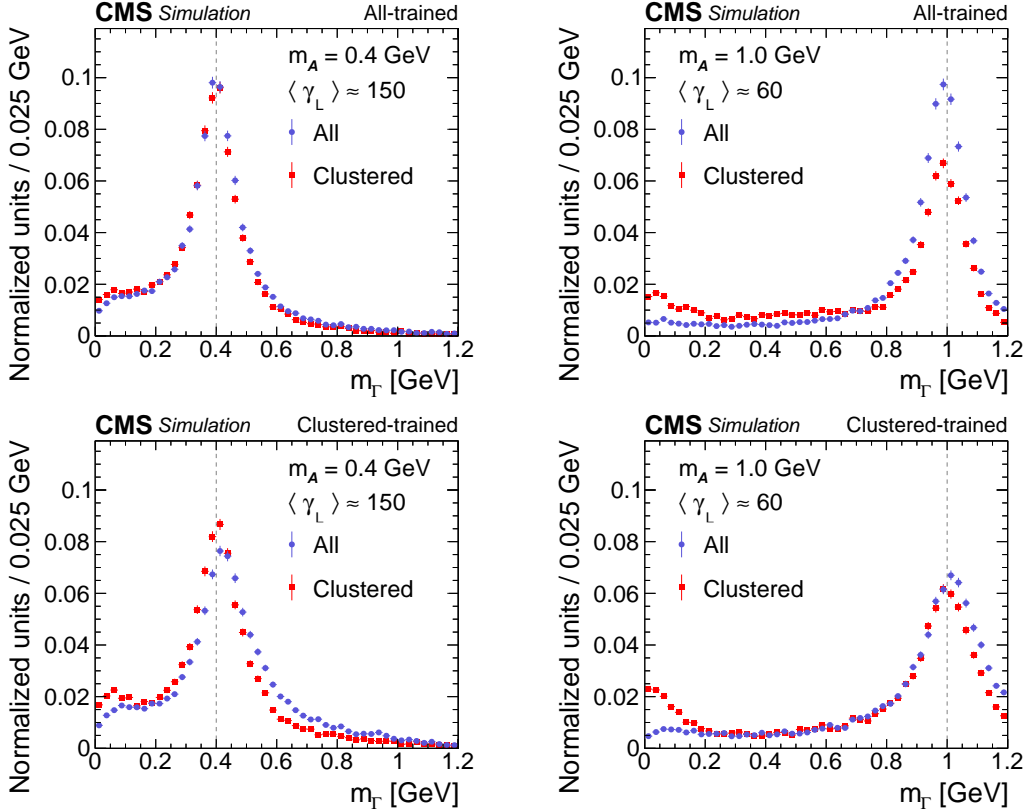 CMS Simulation All-trained
Normalized units / 0.025 GeV
m_A = 0.4 GeV
⟨ γ_L ⟩ ≈ 150
All
Clustered
0.1
0.08
0.06
0.04
0.02
0
0 0.2 0.4 0.6 0.8 1 1.2
m_Γ [GeV]
CMS Simulation All-trained
Normalized units / 0.025 GeV
m_A = 1.0 GeV
⟨ γ_L ⟩ ≈ 60
All
Clustered
0.1
0.08
0.06
0.04
0.02
0
0 0.2 0.4 0.6 0.8 1 1.2
m_Γ [GeV]
CMS Simulation Clustered-trained
Normalized units / 0.025 GeV
m_A = 0.4 GeV
⟨ γ_L ⟩ ≈ 150
All
Clustered
0.1
0.08
0.06
0.04
0.02
0
0 0.2 0.4 0.6 0.8 1 1.2
m_Γ [GeV]
CMS Simulation Clustered-trained
Normalized units / 0.025 GeV
m_A = 1.0 GeV
⟨ γ_L ⟩ ≈ 60
All
Clustered
0.1
0.08
0.06
0.04
0.02
0
0 0.2 0.4 0.6 0.8 1 1.2
m_Γ [GeV]